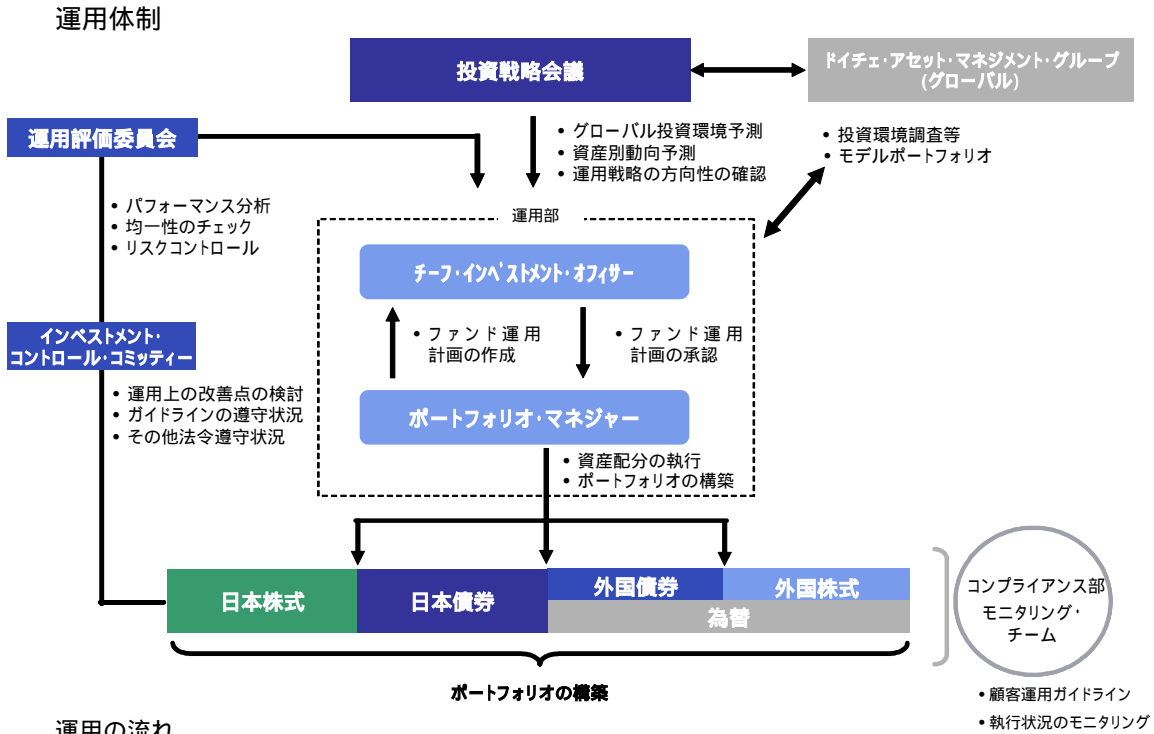 運用体制
投資戦略会議
ドイチェ･アセット･マネジメント･グループ
(グローバル)
運用評価委員会
• グローバル投資環境予測
• 資産別動向予測
• 運用戦略の方向性の確認
• 投資環境調査等
• モデルポートフォリオ
• パフォーマンス分析
• 均一性のチェック
• リスクコントロール
運用部
チーフ･インベストメント･オフィサー
• ファンド運用
計画の作成
• ファンド運用
計画の承認
インベストメント･
コントロール･コミッティー
• 運用上の改善点の検討
• ガイドラインの遵守状況
• その他法令遵守状況
ポートフォリオ･マネジャー
• 資産配分の執行
• ポートフォリオの構築
日本株式
日本債券
外国債券
外国株式
為替
コンプライアンス部
モニタリング･
チーム
ポートフォリオの構築
• 顧客運用ガイドライン
• 執行状況のモニタリング
運用の流れ